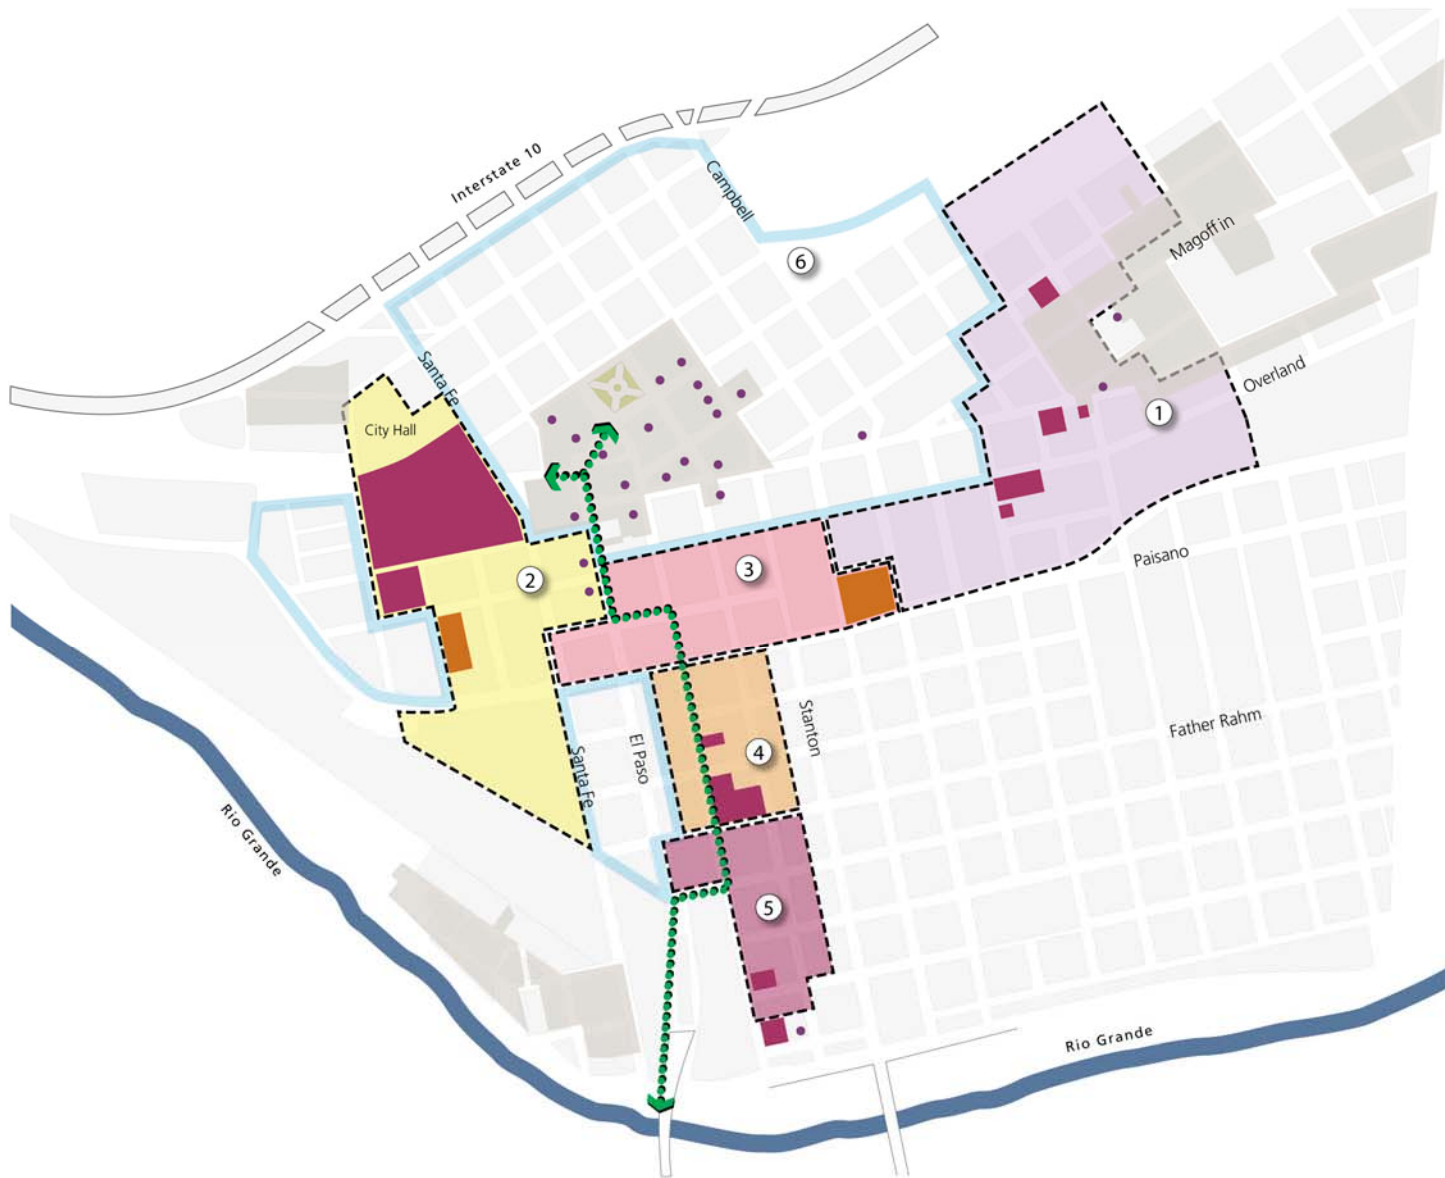 Interstate 10
Campbell
6
Magoffin
Santa Fe
City Hall
Overland
1
Paisano
3
2
Stanton
Father Rahm
El Paso
4
Santa Fe
Rio Grande
5
Rio Grande